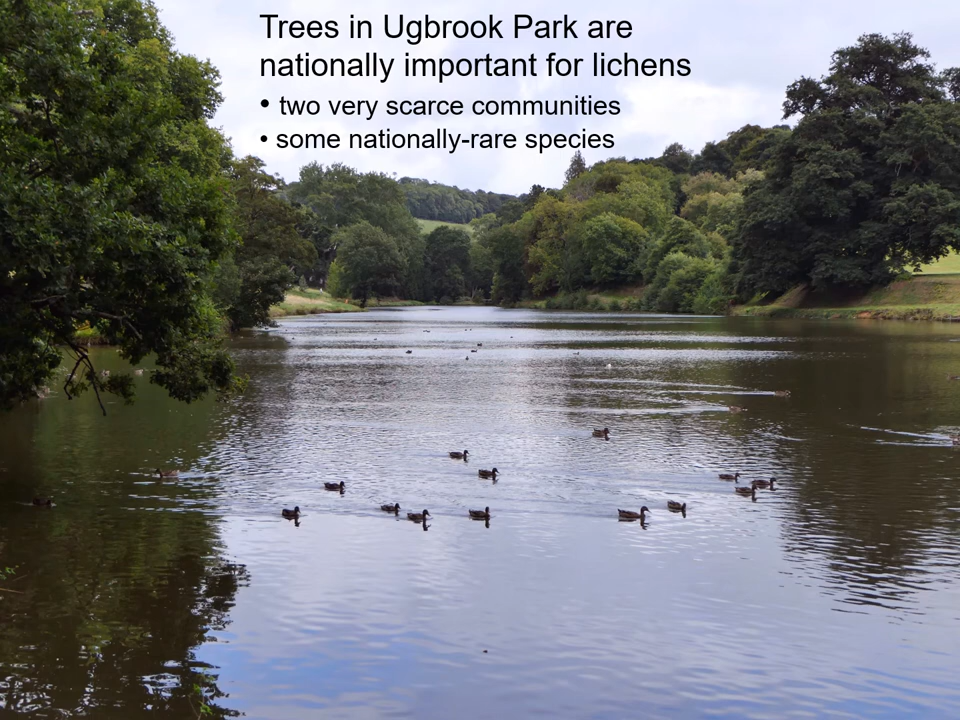 Trees in Ugbrook Park are
nationally important for lichens
• two very scarce communities
• some nationally-rare species